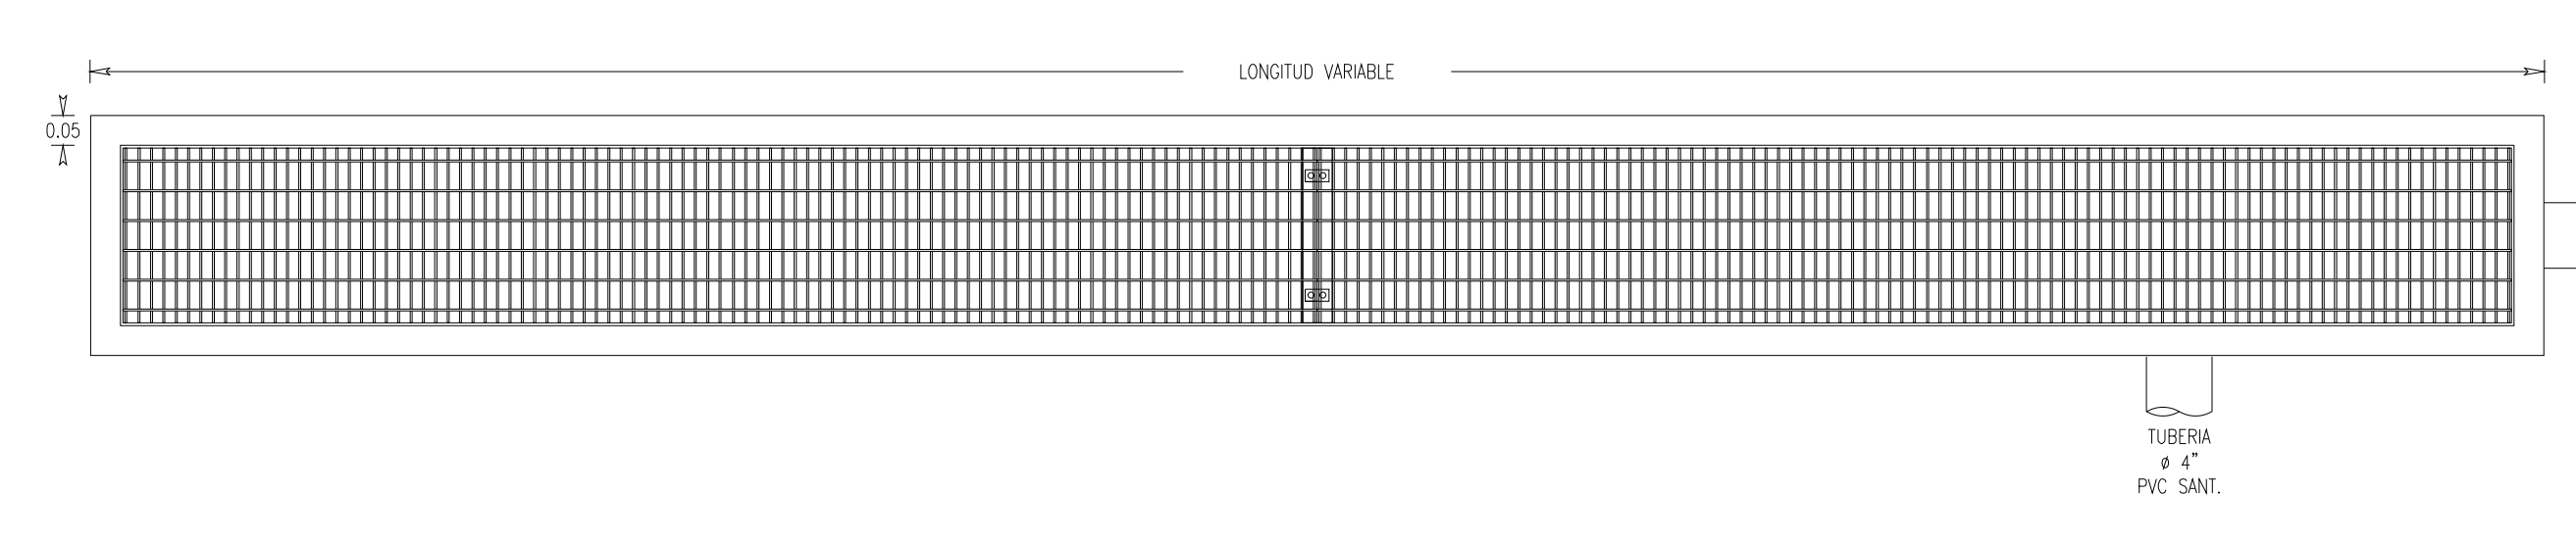 LONGITUD VARIABLE
0.05
TUBERIA
ø 4"
PVC SANT.